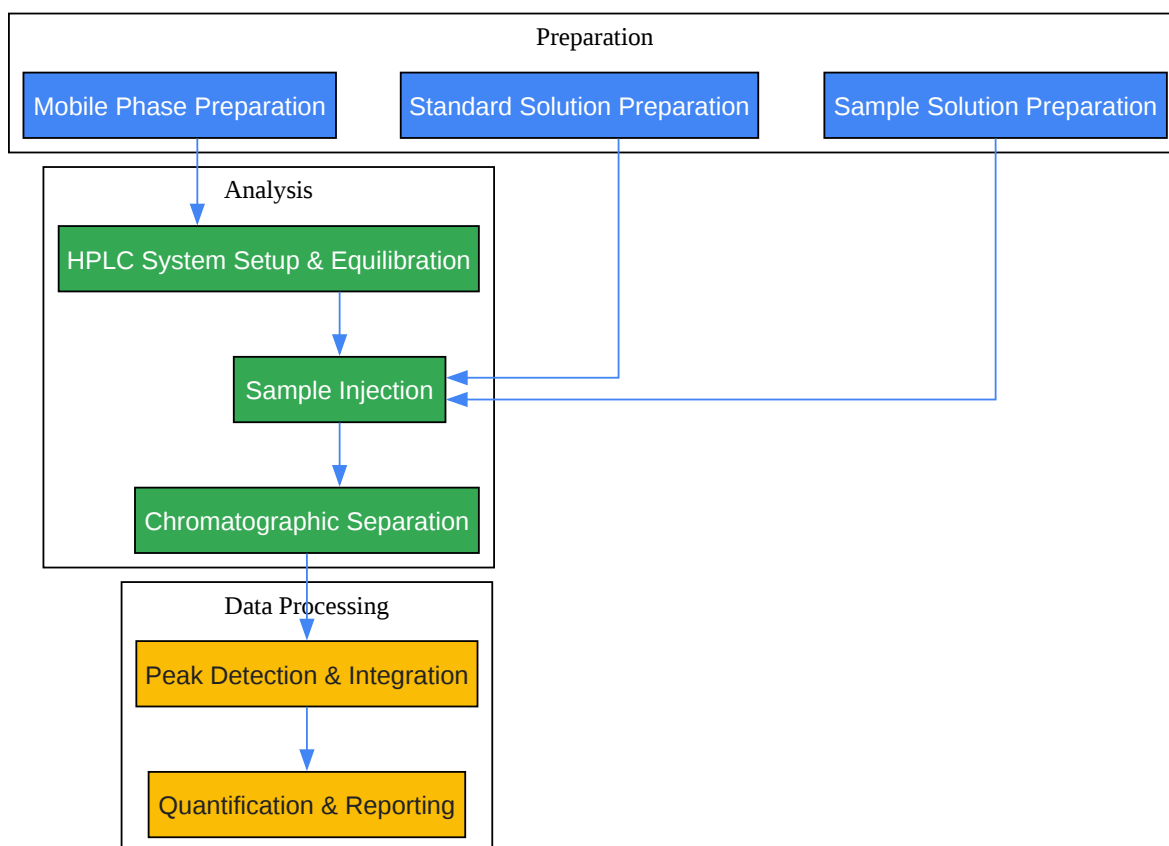 Preparation
Mobile Phase Preparation
Standard Solution Preparation
Sample Solution Preparation
Analysis
HPLC System Setup & Equilibration
Sample Injection
Chromatographic Separation
Data Processing
Peak Detection & Integration
Quantification & Reporting